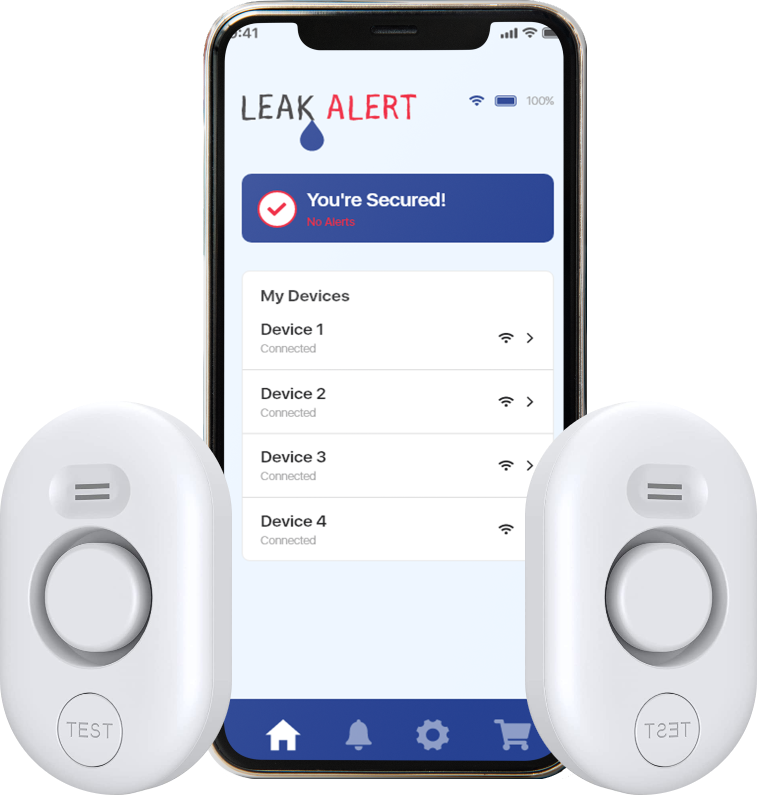 9:41
LEAK ALERT
100%
You're Secured!
No Alerts
My Devices
Device 1
Connected
Device 2
Connected
Device 3
Connected
Device 4
Connected
TEST
TEST